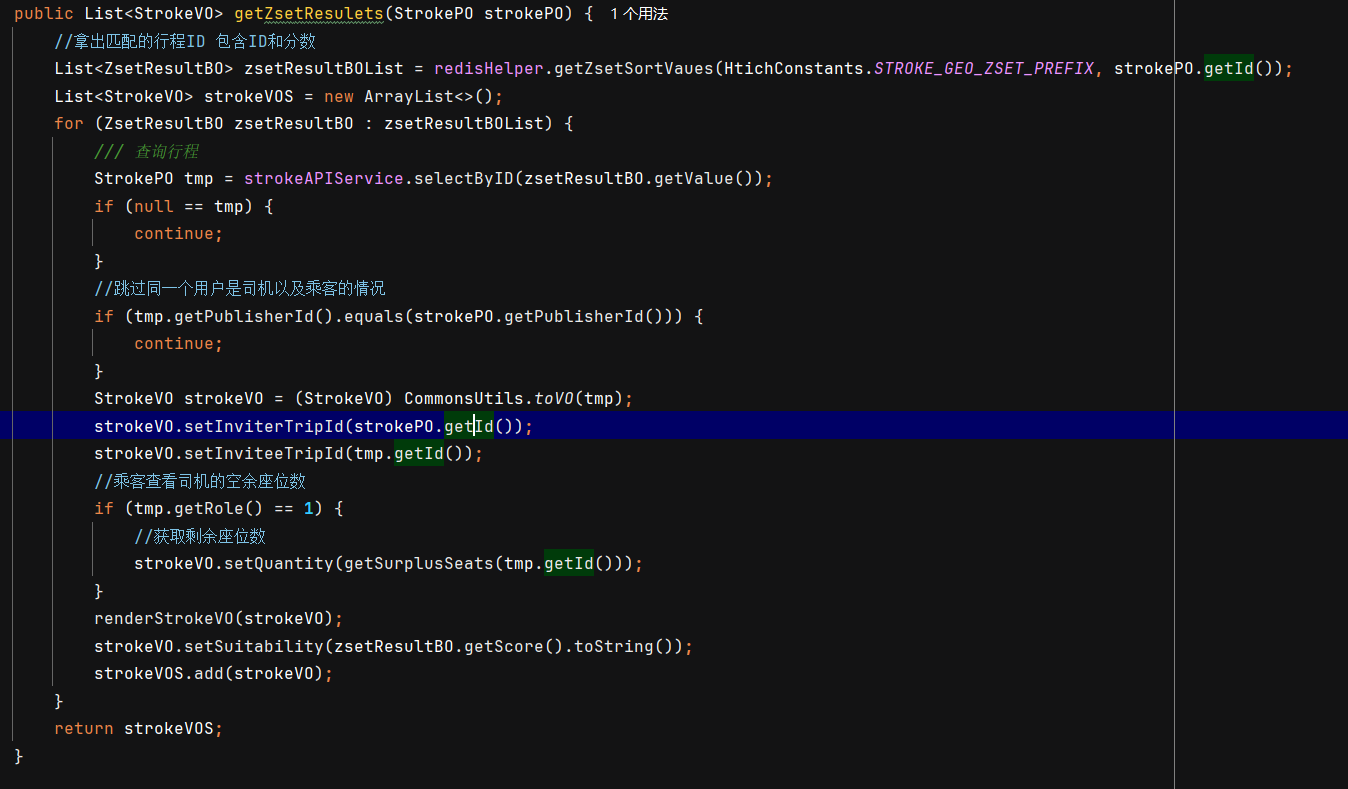 public List<StrokeVO> getZsetResulets(StrokePO strokePO) { 1 个用法
//拿出匹配的行程ID 包含ID和分数
List<ZsetResultBO> zsetResultBOList = redisHelper.getZsetSortVaues(HtichConstants.STROKE_GEO_ZSET_PREFIX, strokePO.getId());
List<StrokeVO> strokeVOS = new ArrayList<>();
for (ZsetResultBO zsetResultBO : zsetResultBOList) {
/// 查询行程
StrokePO tmp = strokeAPIService.selectByID(zsetResultBO.getValue());
if (null == tmp) {
continue;
}
//跳过同一个用户是司机以及乘客的情况
if (tmp.getPublisherId().equals(strokePO.getPublisherId())) {
continue;
}
StrokeVO strokeVO = (StrokeVO) CommonsUtils.toVO(tmp);
strokeVO.setInviterTripId(strokePO.getId());
strokeVO.setInviteeTripId(tmp.getId());
//乘客查看司机的空余座位数
if (tmp.getRole() == 1) {
//获取剩余座位数
strokeVO.setQuantity(getSurplusSeats(tmp.getId()));
}
renderStrokeVO(strokeVO);
strokeVO.setSuitability(zsetResultBO.getScore().toString());
strokeVOS.add(strokeVO);
}
return strokeVOS;
}